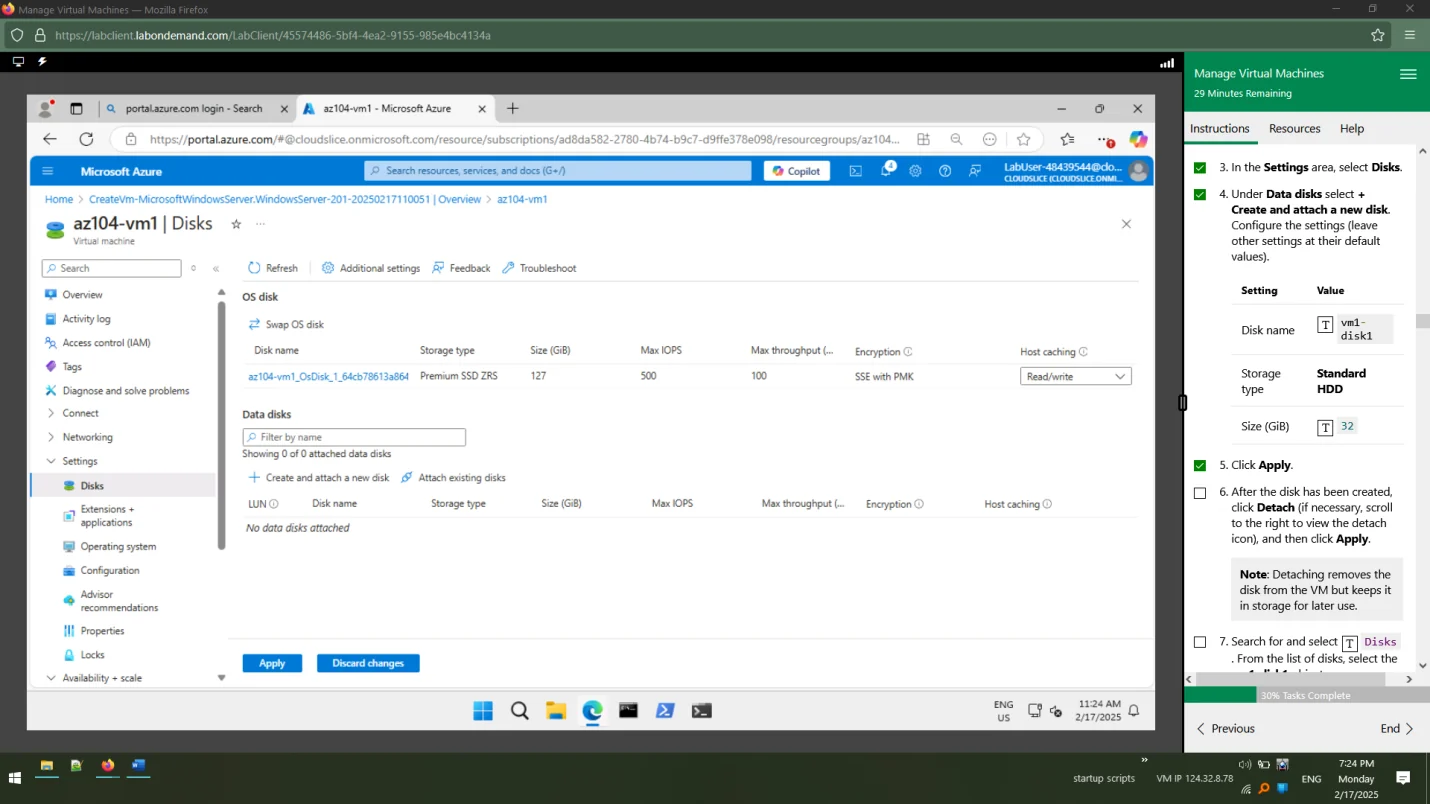 Manage Virtual Machines — Mozilla Firefox
https://labclient.labondemand.com/LabClient/45574486-5bf4-4ea2-9155-985e4bc4134a
portal.azure.com login - Search
az104-vm1 - Microsoft Azure
https://portal.azure.com/#@cloudslice.onmicrosoft.com/resource/subscriptions/ad8da582-2780-4b74-b9c7-d9ffe378e098/resourcegroups/az104...
Microsoft Azure
Search resources, services, and docs (G+/)
Copilot
4
LabUser-48439544@do...
CLOUDSLICE (CLOUDSLICE.ONMI...
Home > CreateVm-MicrosoftWindowsServer.WindowsServer-201-20250217110051 | Overview > az104-vm1
az104-vm1 | Disks
Virtual machine
Search
Overview
Activity log
Access control (IAM)
Tags
Diagnose and solve problems
Connect
Networking
Settings
Disks
Extensions +
applications
Operating system
Configuration
Advisor
recommendations
Properties
Locks
Availability + scale
Refresh
Additional settings
Feedback
Troubleshoot
OS disk
Swap OS disk
Disk name Storage type Size (GiB) Max IOPS Max throughput (... Encryption Host caching
az104-vm1_OsDisk_1_64cb78613a864 Premium SSD ZRS 127 500 100 SSE with PMK Read/write
Data disks
Filter by name
Showing 0 of 0 attached data disks
Create and attach a new disk Attach existing disks
LUN Disk name Storage type Size (GiB) Max IOPS Max throughput (... Encryption Host caching
No data disks attached
Apply Discard changes
ENG
US
11:24 AM
2/17/2025
Manage Virtual Machines
29 Minutes Remaining
Instructions Resources Help
3. In the Settings area, select Disks.
4. Under Data disks select +
Create and attach a new disk.
Configure the settings (leave
other settings at their default
values).
Setting Value
Disk name T vm1-
disk1
Storage
type
Standard
HDD
Size (GiB) T 32
5. Click Apply.
6. After the disk has been created,
click Detach (if necessary, scroll
to the right to view the detach
icon), and then click Apply.
Note: Detaching removes the
disk from the VM but keeps it
in storage for later use.
7. Search for and select T Disks
. From the list of disks, select the
30% Tasks Complete
Previous End
startup scripts
VM IP 124.32.8.78
ENG
7:24 PM
Monday
2/17/2025